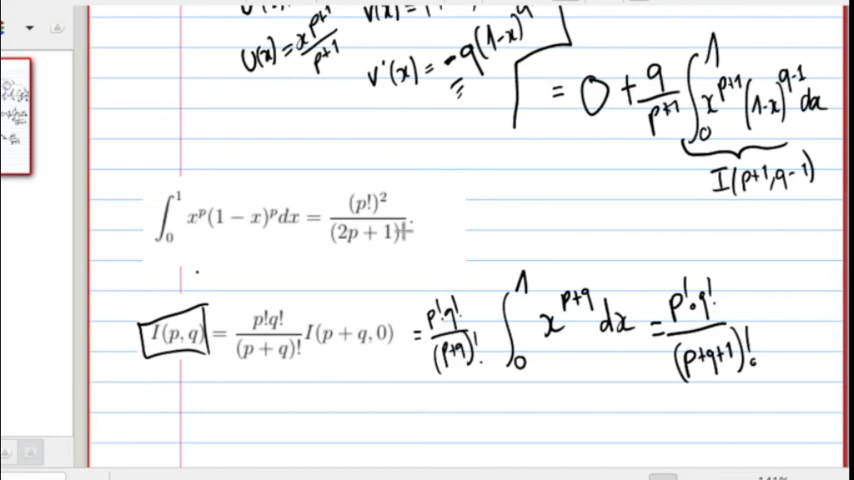 U(x) = x^{p+1}/p+1
v'(x) = -q(1-x)^q
= 0 + q/p+1 ∫_0^1 x^{p+1} (1-x)^{q-1} dx
I(p+1, q-1)
∫_0^1 x^p(1 − x)^p dx = (p!)^2/(2p + 1)
I(p, q) = p!q!/(p + q)! I(p + q, 0) = p!q!/(p+q)! ∫_0^1 x^{p+q} dx = p!·q!/(p+q+1)!